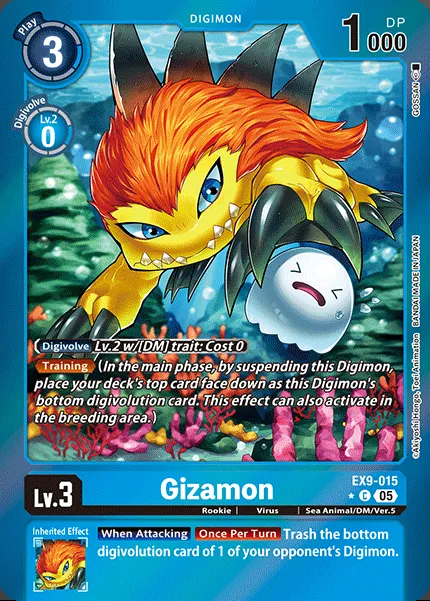 DIGIMON
Play
3
1000
DP
Digivolve
Lv.2
0
GOSSAN
©Akiyoshi Hongo, Toei Animation BANDAI MADE IN JAPAN
(Digivolve Lv.2 w/[DM] trait: Cost 0
Training (In the main phase, by suspending this Digimon,
place your deck's top card face down as this Digimon's
bottom digivolution card. This effect can also activate in
the breeding area.)
EX9-015
C 05
Lv.3
Gizamon
Rookie | Virus | Sea Animal/DM/Ver.5
Inherited Effect
When Attacking Once Per Turn Trash the bottom
digivolution card of 1 of your opponent's Digimon.